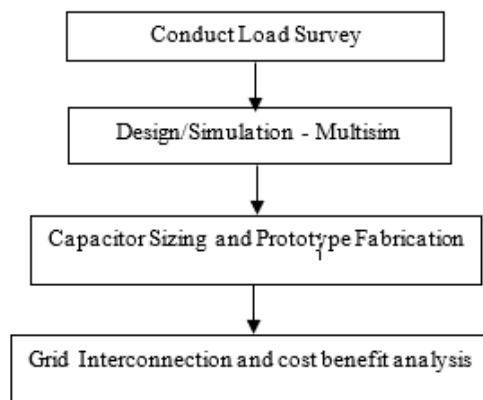 Conduct Load Survey
Design/Simulation - Multisim
Capacitor Sizing and Prototype Fabrication
Grid Interconnection and cost benefit analysis